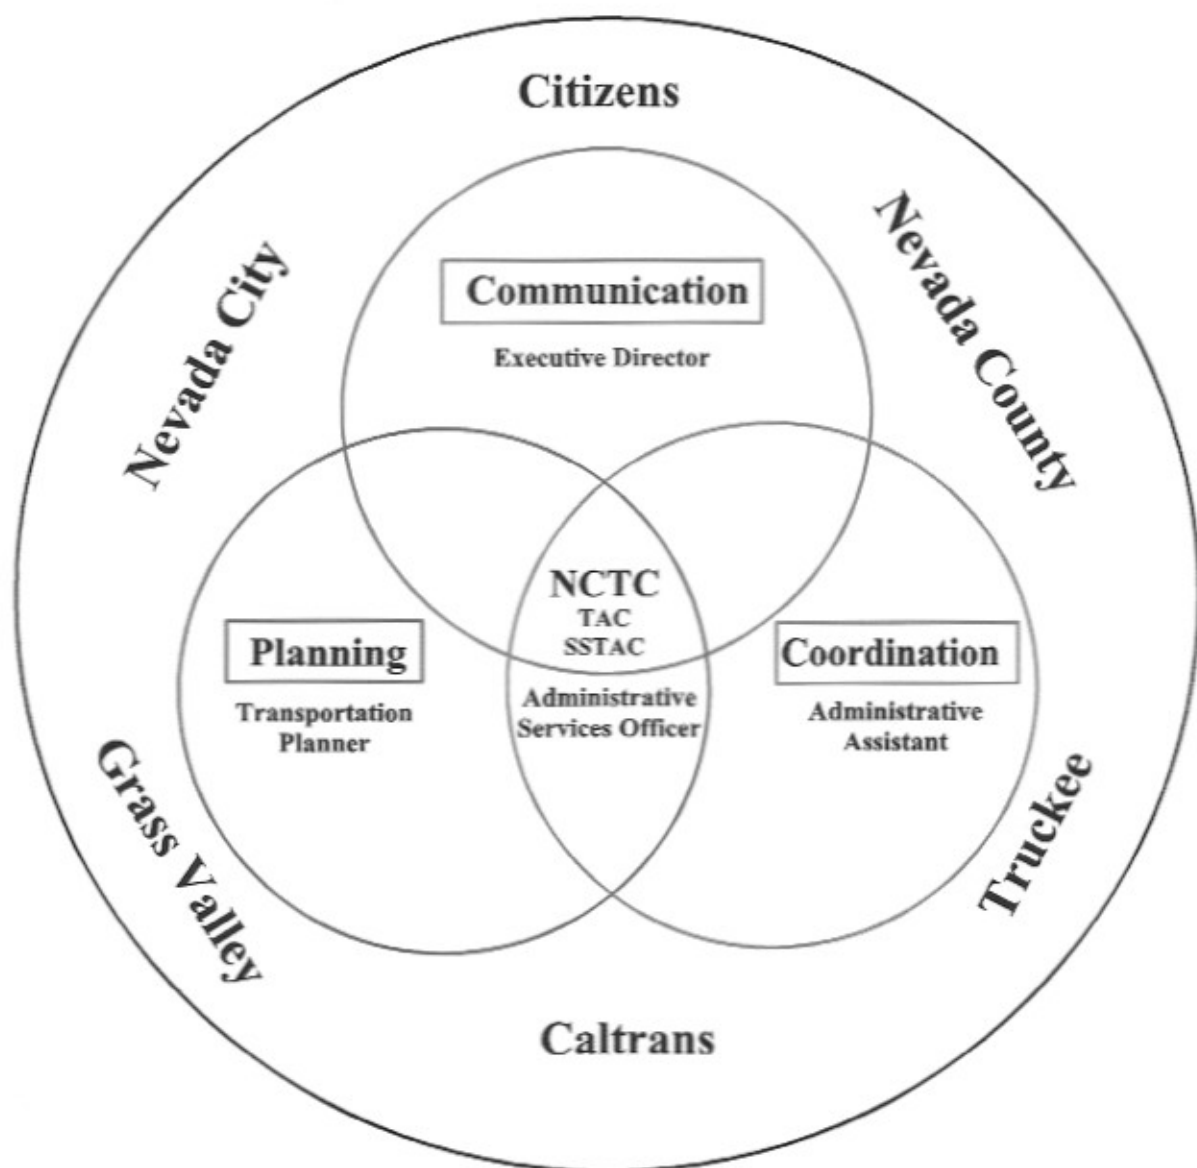 Citizens
Nevada City
Nevada County
Communication
Executive Director
NCTC
TAC
SSTAC
Planning
Transportation
Planner
Administrative
Services Officer
Coordination
Administrative
Assistant
Grass Valley
Truckee
Caltrans